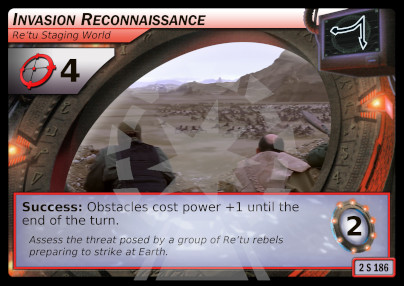 Invasion Reconnaissance
Re'tu Staging World
4
Success: Obstacles cost power +1 until the
end of the turn.
2
Assess the threat posed by a group of Re'tu rebels
preparing to strike at Earth.
2 S 186